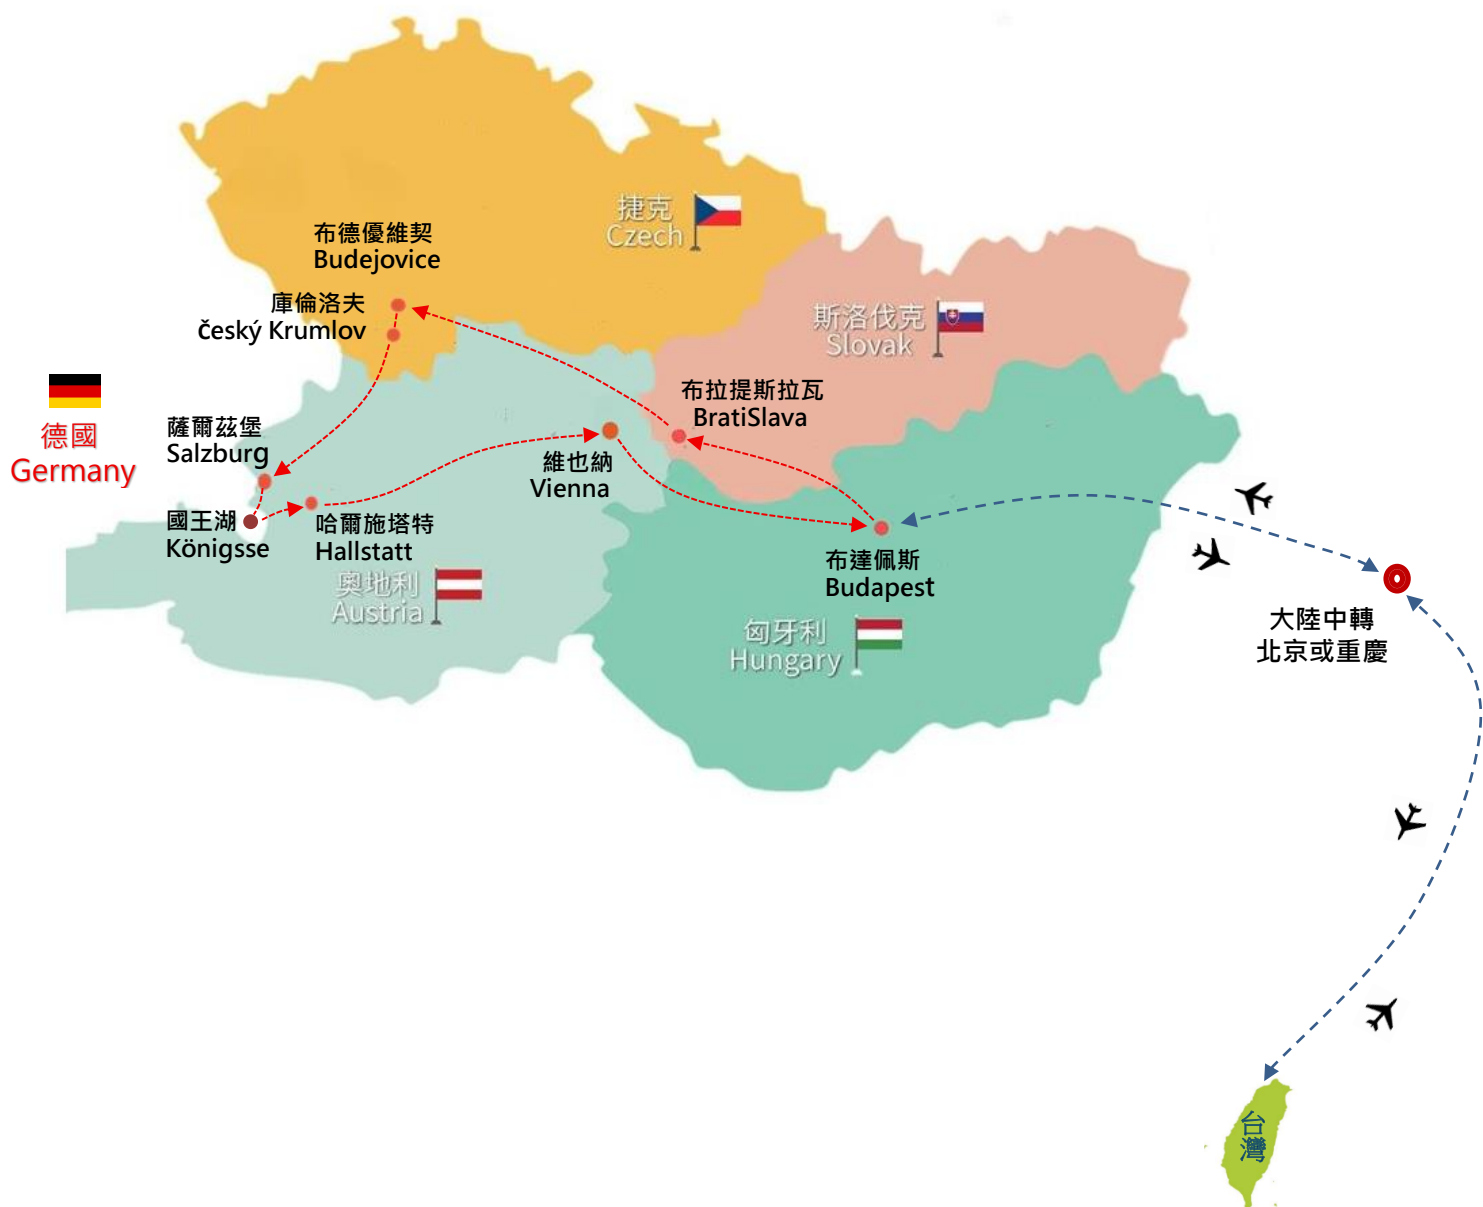 捷克
Czech
布德優維契
Budejovice
庫倫洛夫
český Krumlov
斯洛伐克
Slovak
德國
Germany
布拉提斯拉瓦
BratiSlava
薩爾茲堡
Salzburg
維也納
Vienna
國王湖
Königsse
哈爾施塔特
Hallstatt
布達佩斯
Budapest
奧地利
Austria
匈牙利
Hungary
大陸中轉
北京或重慶
台灣